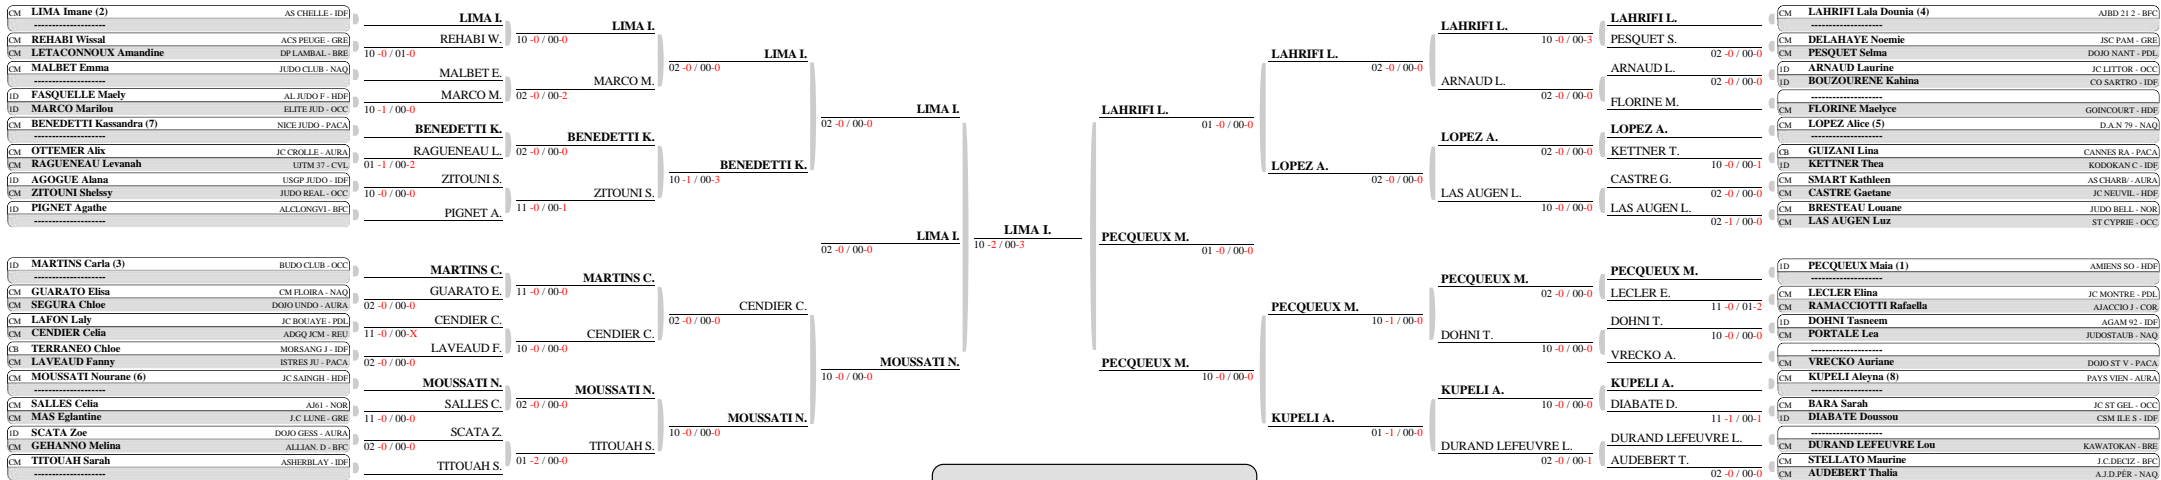 CM LIMA Imane (2) AS CHELLE - IDF
--------------------
CM REHABI Wissal ACS PEUGE - GRE
CM LETACONNOUX Amandine DP LAMBAL - BRE
CM MALBET Emma JUDO CLUB - NAQ
--------------------
1D FASQUELLE Maely AL JUDO F - HDF
1D MARCO Marilou ELITE JUD - OCC
CM BENEDETTI Kassandra (7) NICE JUDO - PACA
--------------------
CM OTTEMER Alix JC CROLLE - AURA
CM RAGUENEAU Levanah UJTM 37 - CVL
1D AGOGUE Alana USGP JUDO - IDF
CM ZITOUNI Shelssy JUDO REAL - OCC
1D PIGNET Agathe ALCLONGVI - BFC
--------------------
1D MARTINS Carla (3) BUDO CLUB - OCC
--------------------
CM GUARATO Elisa CM FLOIRA - NAQ
CM SEGURA Chloe DOJO UNDO - AURA
CM LAFON Laly JC BOUAYE - PDL
CM CENDIER Celia ADGQ JCM - REU
CB TERRANEO Chloe MORSANG J - IDF
CM LAVEAUD Fanny ISTRES JU - PACA
CM MOUSSATI Nourane (6) JC SAINGH - HDF
--------------------
CM SALLES Celia AJ61 - NOR
CM MAS Eglantine J.C LUNE - GRE
1D SCATA Zoe DOJO GESS - AURA
CM GEHANNO Melina ALLIAN. D - BFC
CM TITOUAH Sarah ASHERBLAY - IDF
--------------------
LIMA I.
REHABI W.
10 -0 / 01-0
MALBET E.
MARCO M.
10 -1 / 00-0
BENEDETTI K.
RAGUENEAU L.
01 -1 / 00-2
ZITOUNI S.
10 -0 / 00-0
PIGNET A.
MARTINS C.
GUARATO E.
02 -0 / 00-0
CENDIER C.
11 -0 / 00-X
LAVEAUD F.
02 -0 / 00-0
MOUSSATI N.
SALLES C.
11 -0 / 00-0
SCATA Z.
02 -0 / 00-0
TITOUAH S.
LIMA I.
10 -0 / 00-0
MARCO M.
02 -0 / 00-2
BENEDETTI K.
02 -0 / 00-0
ZITOUNI S.
11 -0 / 00-1
MARTINS C.
11 -0 / 00-0
CENDIER C.
10 -0 / 00-0
MOUSSATI N.
02 -0 / 00-0
TITOUAH S.
01 -2 / 00-0
LIMA I.
02 -0 / 00-0
BENEDETTI K.
10 -1 / 00-3
CENDIER C.
02 -0 / 00-0
MOUSSATI N.
10 -0 / 00-0
LIMA I.
02 -0 / 00-0
LIMA I.
02 -0 / 00-0
MOUSSATI N.
10 -0 / 00-0
LIMA I.
10 -2 / 00-3
LAHRIFI L.
01 -0 / 00-0
PECQUEUX M.
01 -0 / 00-0
PECQUEUX M.
10 -0 / 00-0
LAHRIFI L.
02 -0 / 00-0
LOPEZ A.
02 -0 / 00-0
PECQUEUX M.
10 -1 / 00-0
KUPELI A.
01 -1 / 00-0
LAHRIFI L.
10 -0 / 00-3
ARNAUD L.
02 -0 / 00-0
LOPEZ A.
02 -0 / 00-0
LAS AUGEN L.
10 -0 / 00-0
PECQUEUX M.
02 -0 / 00-0
DOHNI T.
10 -0 / 00-0
KUPELI A.
10 -0 / 00-0
DURAND LEFEUVRE L.
02 -0 / 00-1
LAHRIFI L.
PESQUET S.
02 -0 / 00-0
ARNAUD L.
02 -0 / 00-0
FLORINE M.
LOPEZ A.
KETTNER T.
10 -0 / 00-1
CASTRE G.
02 -0 / 00-0
LAS AUGEN L.
02 -1 / 00-0
PECQUEUX M.
LECLER E.
11 -0 / 01-2
DOHNI T.
10 -0 / 00-0
VRECKO A.
KUPELI A.
DIABATE D.
11 -1 / 00-1
DURAND LEFEUVRE L.
AUDEBERT T.
02 -0 / 00-0
CM LAHRIFI Lala Dounia (4) AJBD 21 2 - BFC
--------------------
CM DELAHAYE Noemie JSC PAM - GRE
CM PESQUET Selma DOJO NANT - PDL
1D ARNAUD Laurine JC LITTOR - OCC
1D BOUZOURENE Kahina CO SARTRO - IDF
--------------------
CM FLORINE Maelyce GOINCOURT - HDF
CM LOPEZ Alice (5) D.A.N 79 - NAQ
--------------------
CB GUIZANI Lina CANNES RA - PACA
1D KETTNER Thea KODOKAN C - IDF
CM SMART Kathleen AS CHARB/ - AURA
CM CASTRE Gaetane JC NEUVIL - HDF
CM BRESTEAU Louane JUDO BELL - NOR
CM LAS AUGEN Luz ST CYPRIE - OCC
1D PECQUEUX Maia (1) AMIENS SO - HDF
--------------------
CM LECLER Elina JC MONTRE - PDL
CM RAMACCIOTTI Rafaella AJACCIO J - COR
1D DOHNI Tasneem AGAM 92 - IDF
CM PORTALE Lea JUDOSTAUB - NAQ
--------------------
CM VRECKO Auriane DOJO ST V - PACA
CM KUPELI Aleyna (8) PAYS VIEN - AURA
--------------------
CM BARA Sarah JC ST GEL - OCC
1D DIABATE Doussou CSM ILE S - IDF
--------------------
CM DURAND LEFEUVRE Lou KAWATOKAN - BRE
CM STELLATO Maurine J.C.DECIZ - BFC
CM AUDEBERT Thalia A.J.D.PÉR - NAQ